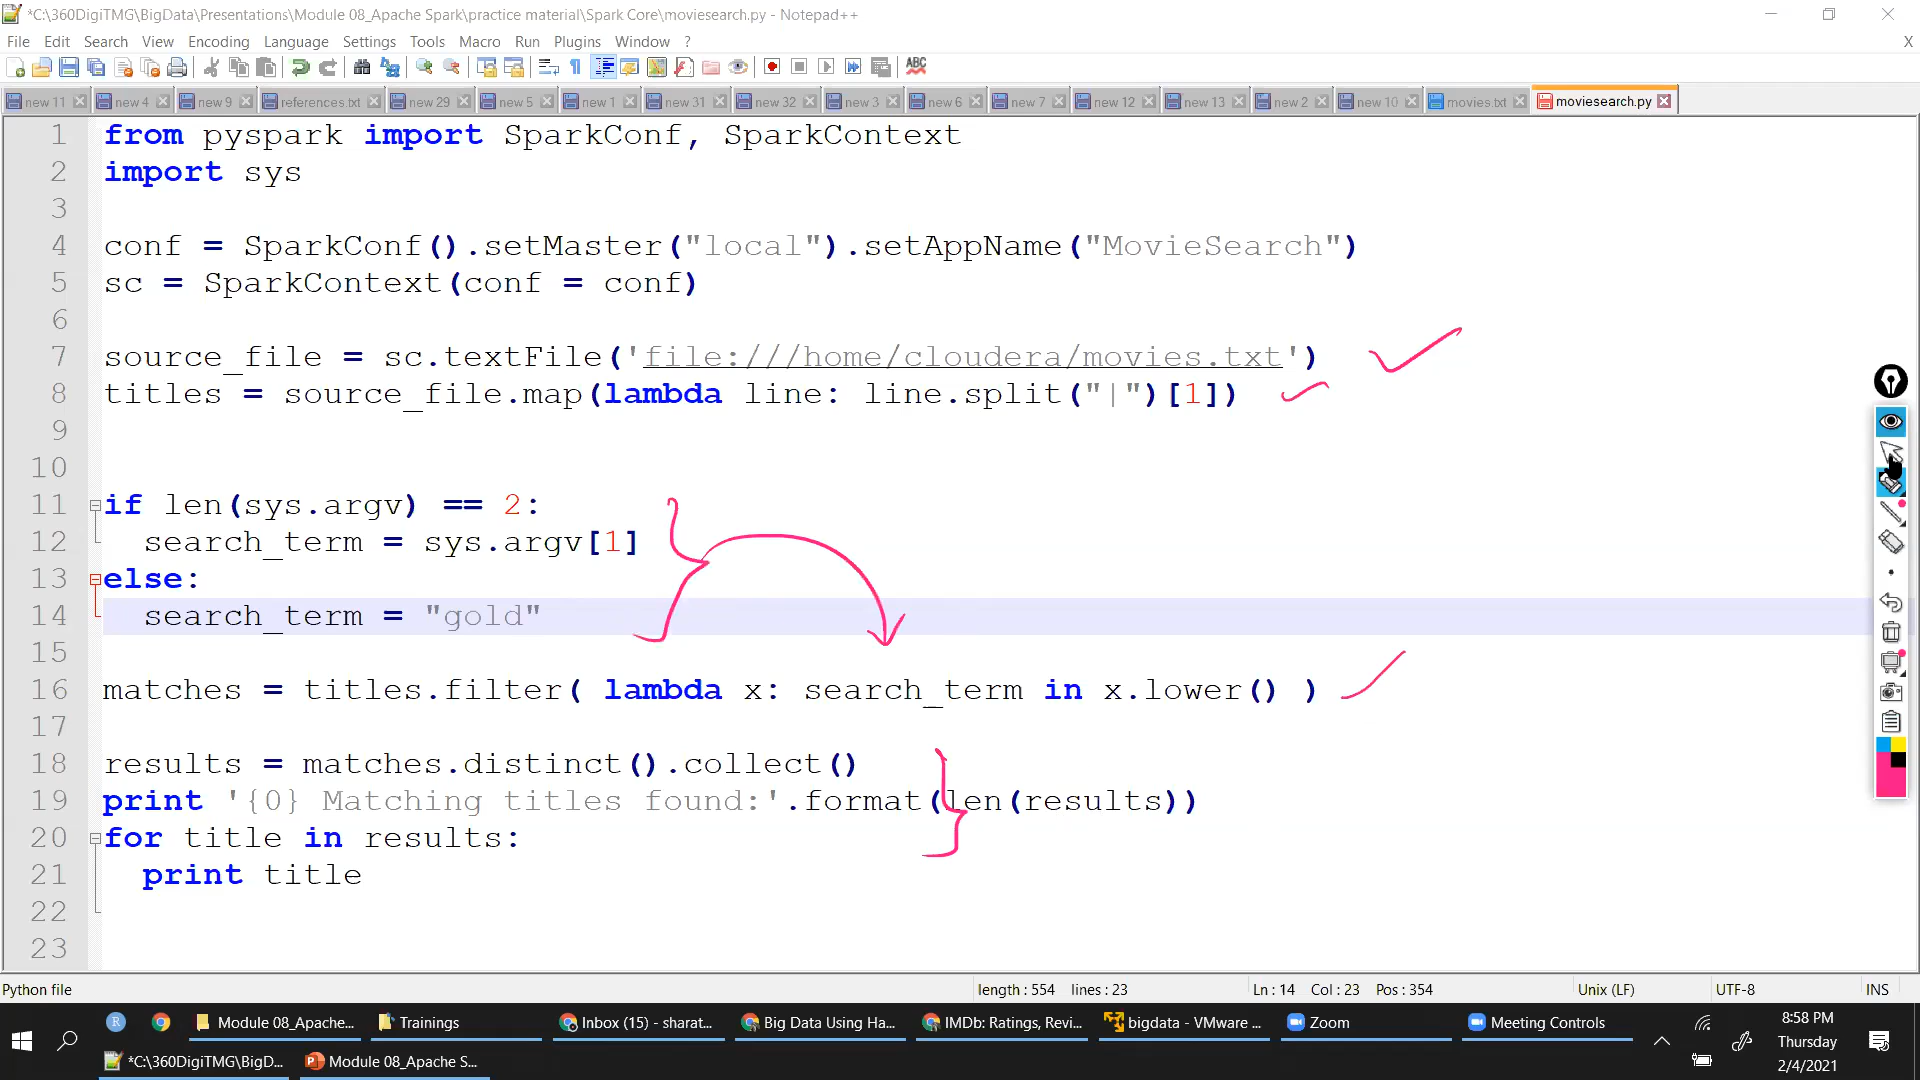 *C:\360DigiTMG\BigData\Presentations\Module 08_Apache Spark\practice material\Spark Core\moviesearch.py - Notepad++
File Edit Search View Encoding Language Settings Tools Macro Run Plugins Window ? X
ABC
new 11 new 4 new 9 references.txt new 29 new 5 new 1 new 31 new 32 new 3 new 6 new 7 new 12 new 13 new 2 new 10 movies.txt moviesearch.py
1 from pyspark import SparkConf, SparkContext
2 import sys
3
4 conf = SparkConf().setMaster("local").setAppName("MovieSearch")
5 sc = SparkContext(conf = conf)
6
7 source_file = sc.textFile('file:///home/cloudera/movies.txt')
8 titles = source_file.map(lambda line: line.split("|")[1])
9
10
11 if len(sys.argv) == 2:
12 search_term = sys.argv[1]
13 else:
14 search_term = "gold"
15
16 matches = titles.filter( lambda x: search_term in x.lower() )
17
18 results = matches.distinct().collect()
19 print '{0} Matching titles found:'.format(len(results))
20 for title in results:
21 print title
22
23
Python file length : 554 lines : 23 Ln : 14 Col : 23 Pos : 354 Unix (LF) UTF-8 INS
R Module 08_Apache... Trainings Inbox (15) - sharat... Big Data Using Ha... IMDb: Ratings, Revi... bigdata - VMware ... Zoom Meeting Controls
*C:\360DigiTMG\BigD... Module 08_Apache S...
8:58 PM
Thursday
2/4/2021